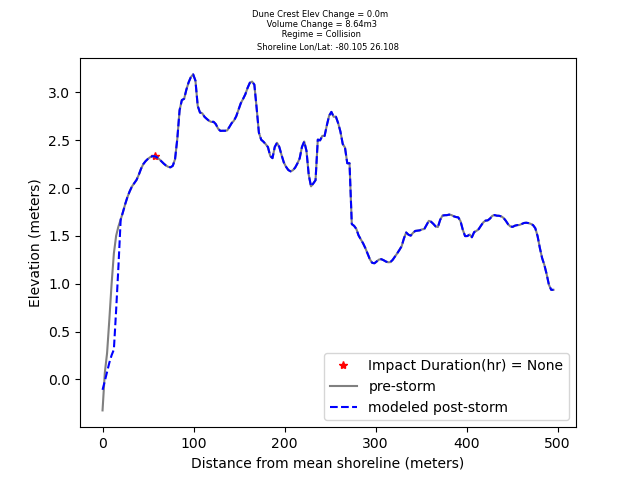 Dune Crest Elev Change = 0.0m
Volume Change = 8.64m3
Regime = Collision
Shoreline Lon/Lat: -80.105 26.108
3.0
2.5
2.0
1.5
1.0
0.5
0.0
Elevation (meters)
Impact Duration(hr) = None
pre-storm
modeled post-storm
0 100 200 300 400 500
Distance from mean shoreline (meters)